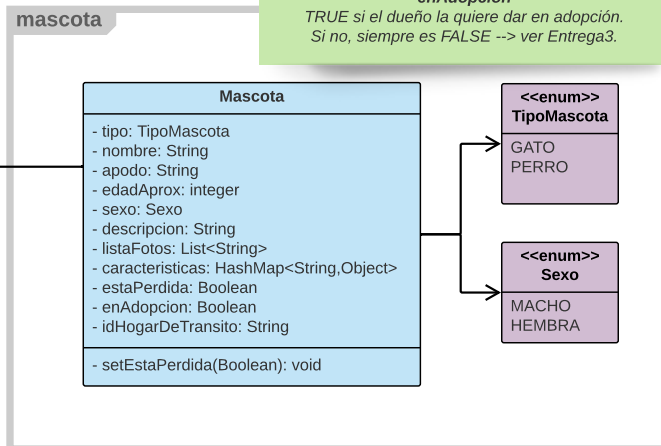 mascota
enAdopcion
TRUE si el dueño la quiere dar en adopción.
Si no, siempre es FALSE --> ver Entrega3.
Mascota
- tipo: TipoMascota
- nombre: String
- apodo: String
- edadAprox: integer
- sexo: Sexo
- descripcion: String
- listaFotos: List<String>
- caracteristicas: HashMap<String,Object>
- estaPerdida: Boolean
- enAdopcion: Boolean
- idHogarDeTransito: String
- setEstaPerdida(Boolean): void
<<enum>>
TipoMascota
GATO
PERRO
<<enum>>
Sexo
MACHO
HEMBRA